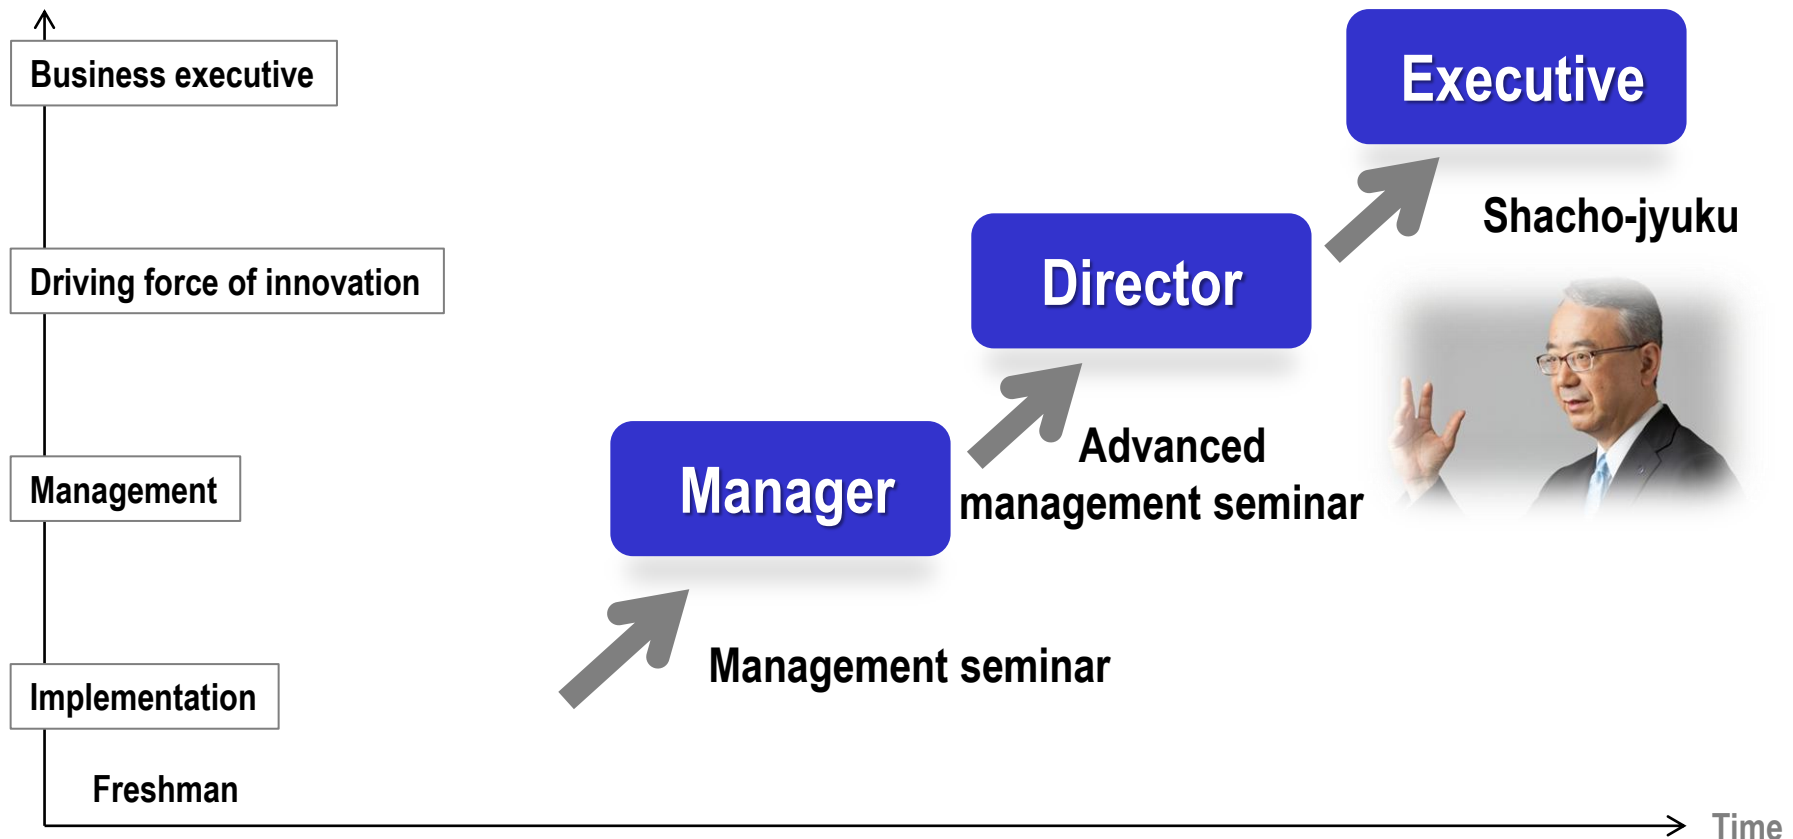 Business executive
Executive
Shacho-jyuku
Driving force of innovation
Director
Advanced
management seminar
Management
Manager
Management seminar
Implementation
Freshman
Time